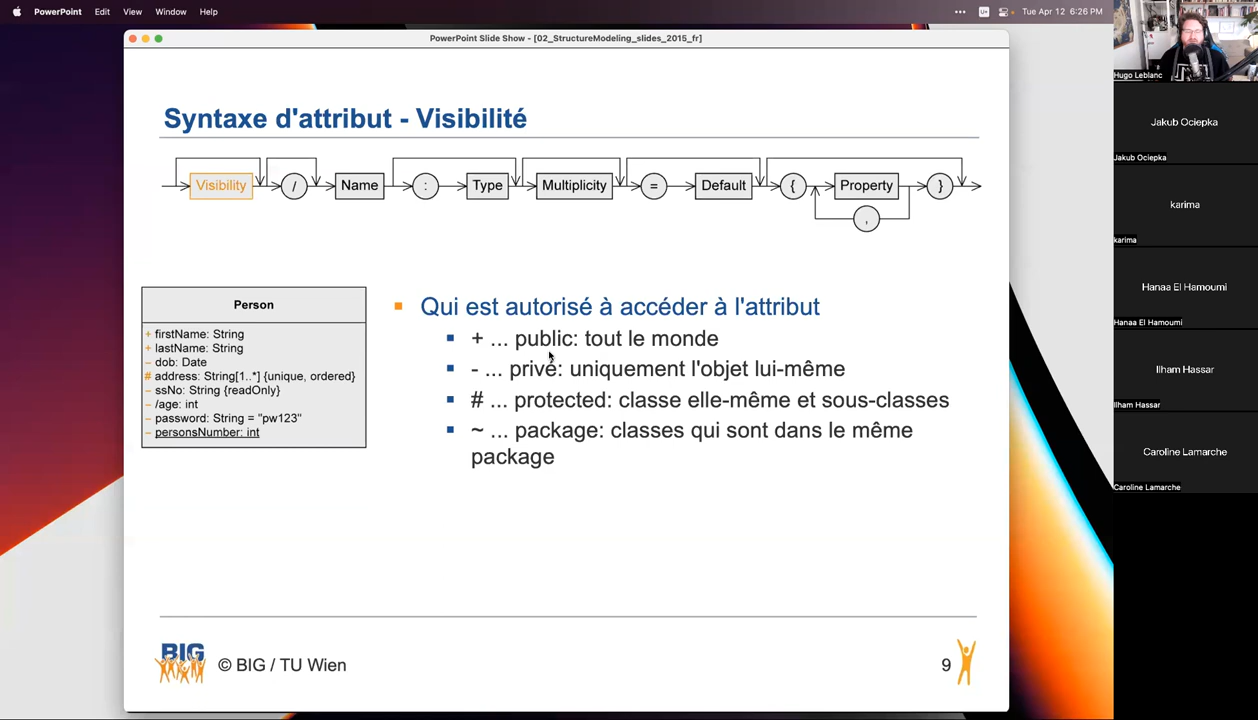 PowerPoint Edit View Window Help
Tue Apr 12 6:26 PM
PowerPoint Slide Show - [02_StructureModeling_slides_2015_fr]
Syntaxe d'attribut - Visibilité
Visibility / Name : Type Multiplicity = Default { Property }
,
Person
+ firstName: String
+ lastName: String
– dob: Date
# address: String[1..*] {unique, ordered}
– ssNo: String {readOnly}
– /age: int
– password: String = "pw123"
– personsNumber: int
Qui est autorisé à accéder à l'attribut
+ ... public: tout le monde
- ... privé: uniquement l'objet lui-même
# ... protected: classe elle-même et sous-classes
~ ... package: classes qui sont dans le même
package
BIG
© BIG / TU Wien
9
Hugo Leblanc
Jakub Ociepka
Jakub Ociepka
karima
karima
Hanaa El Hamoumi
Hanaa El Hamoumi
Ilham Hassar
Ilham Hassar
Caroline Lamarche
Caroline Lamarche